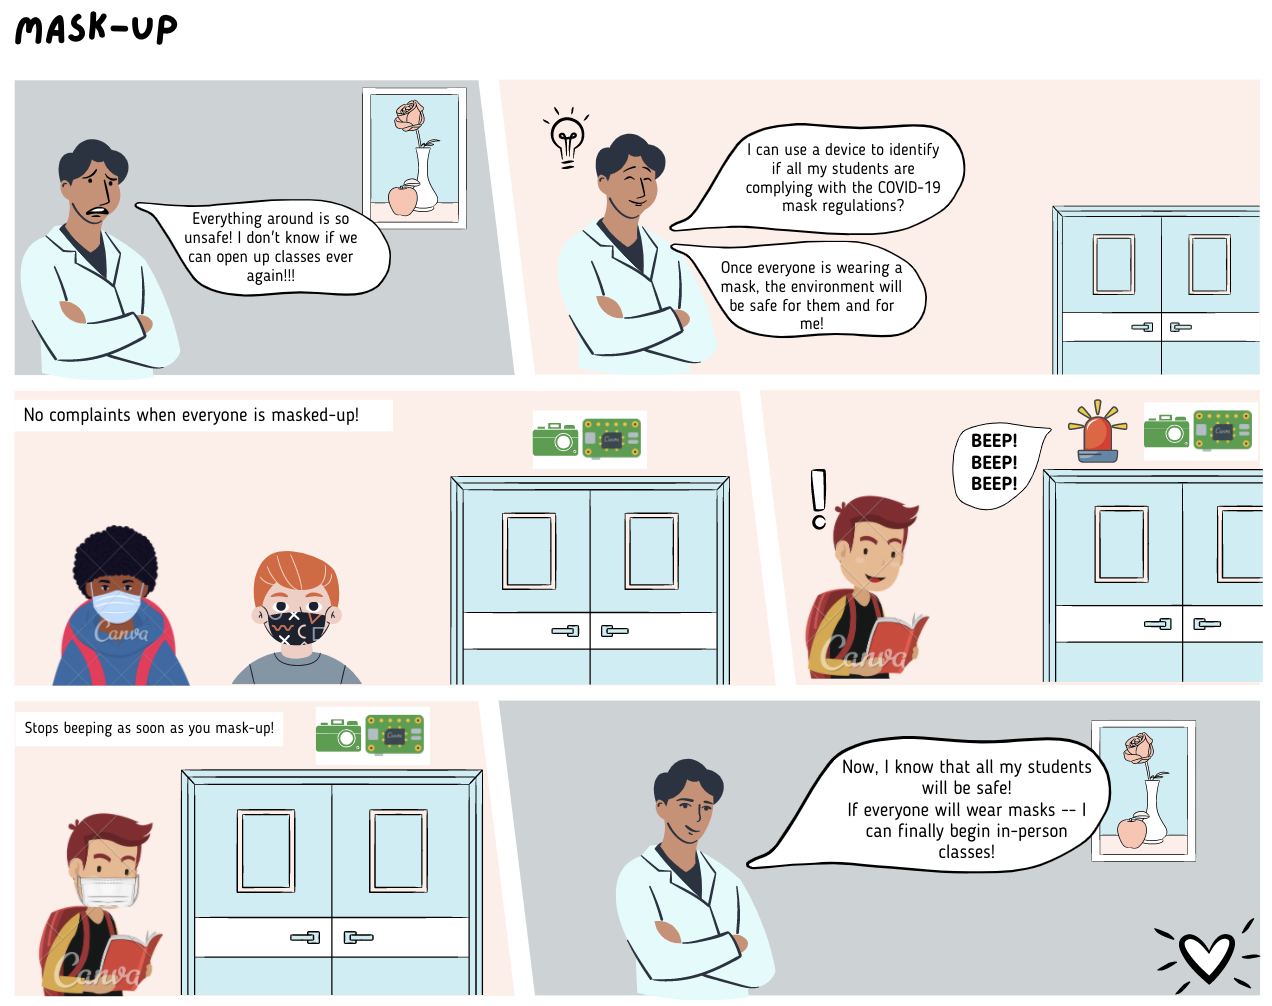 MASK-UP
Everything around is so
unsafe! I don't know if we
can open up classes ever
again!!!
I can use a device to identify
if all my students are
complying with the COVID-19
mask regulations?
Once everyone is wearing a
mask, the environment will
be safe for them and for
me!
No complaints when everyone is masked-up!
Canva
Canva
BEEP!
BEEP!
BEEP!
Canva
Canva
Stops beeping as soon as you mask-up!
Canva
Canva
Now, I know that all my students
will be safe!
If everyone will wear masks -- I
can finally begin in-person
classes!